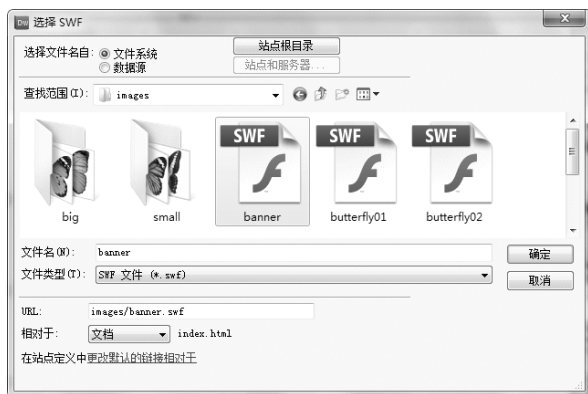 Dw 选择 SWF
选择文件名自: 文件系统 站点根目录
数据源 站点和服务器...
查找范围(I): images
SWF SWF SWF
big small banner butterfly01 butterfly02
文件名(N): banner 确定
文件类型(T): SWF 文件 (*.swf) 取消
URL: images/banner.swf
相对于: 文档 index.html
在站点定义中更改默认的链接相对于